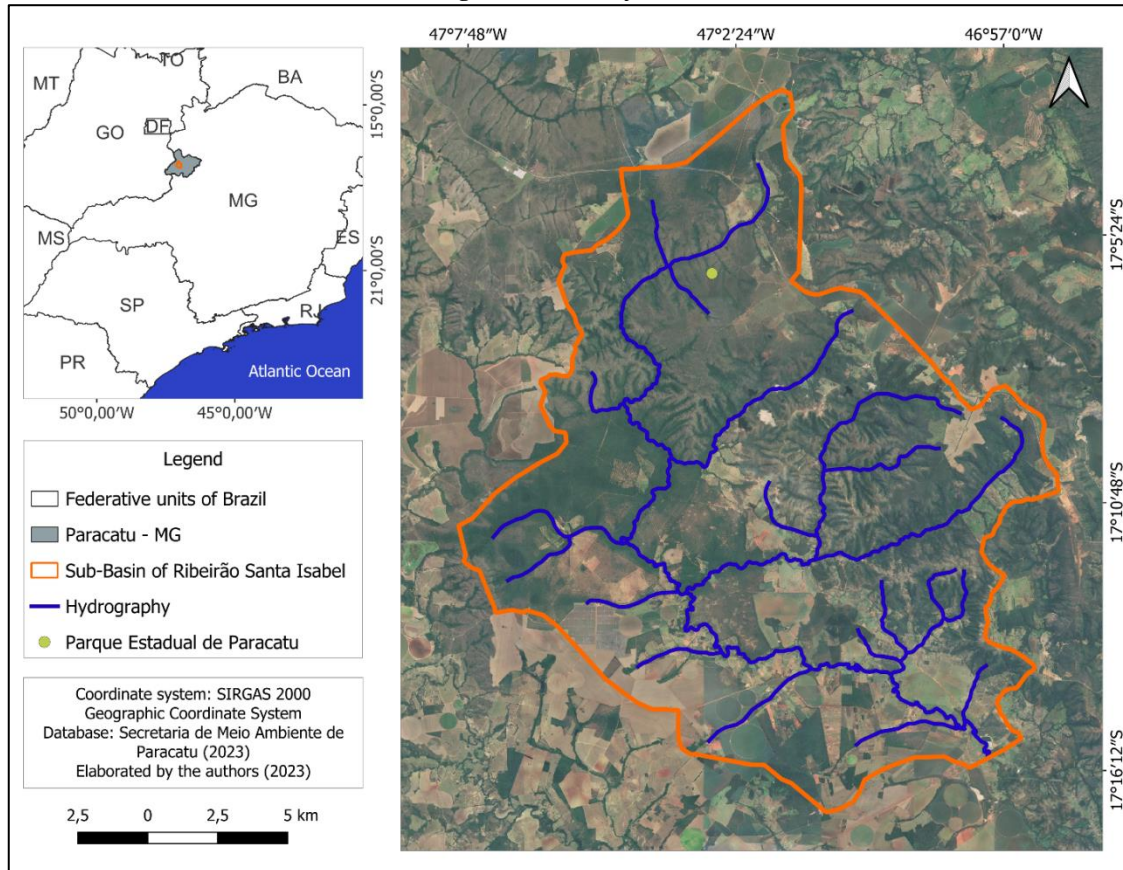 47°7′48″W
47°2′24″W
46°57′0″W
MT
TO
BA
GO
DF
MG
MS
ES
SP
RJ
PR
Atlantic Ocean
15°0,00′S
21°0,00′S
50°0,00′W
45°0,00′W
17°5′24″S
17°10′48″S
17°16′12″S
Legend
Federative units of Brazil
Paracatu - MG
Sub-Basin of Ribeirão Santa Isabel
Hydrography
Parque Estadual de Paracatu
Coordinate system: SIRGAS 2000
Geographic Coordinate System
Database: Secretaria de Meio Ambiente de
Paracatu (2023)
Elaborated by the authors (2023)
2,5 0 2,5 5 km